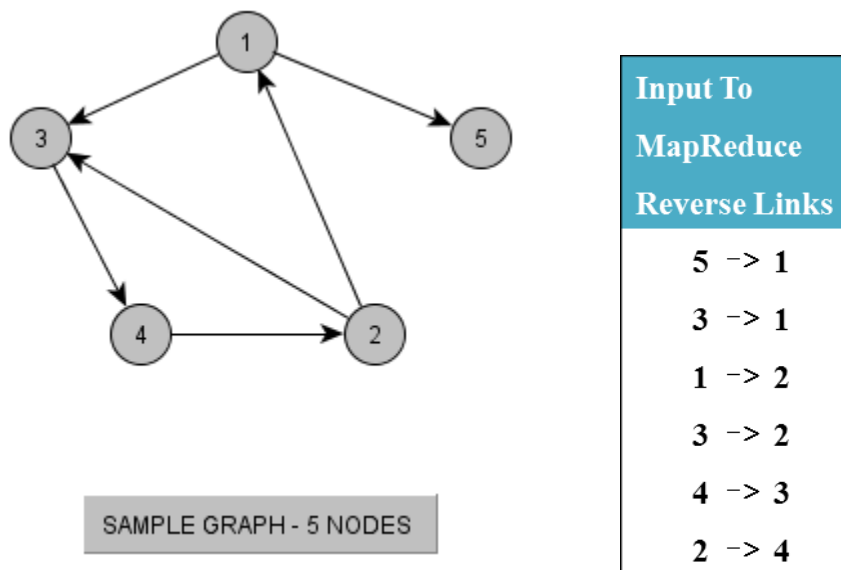 1
3
5
4
2
SAMPLE GRAPH - 5 NODES
Input To
MapReduce
Reverse Links
5 -> 1
3 -> 1
1 -> 2
3 -> 2
4 -> 3
2 -> 4